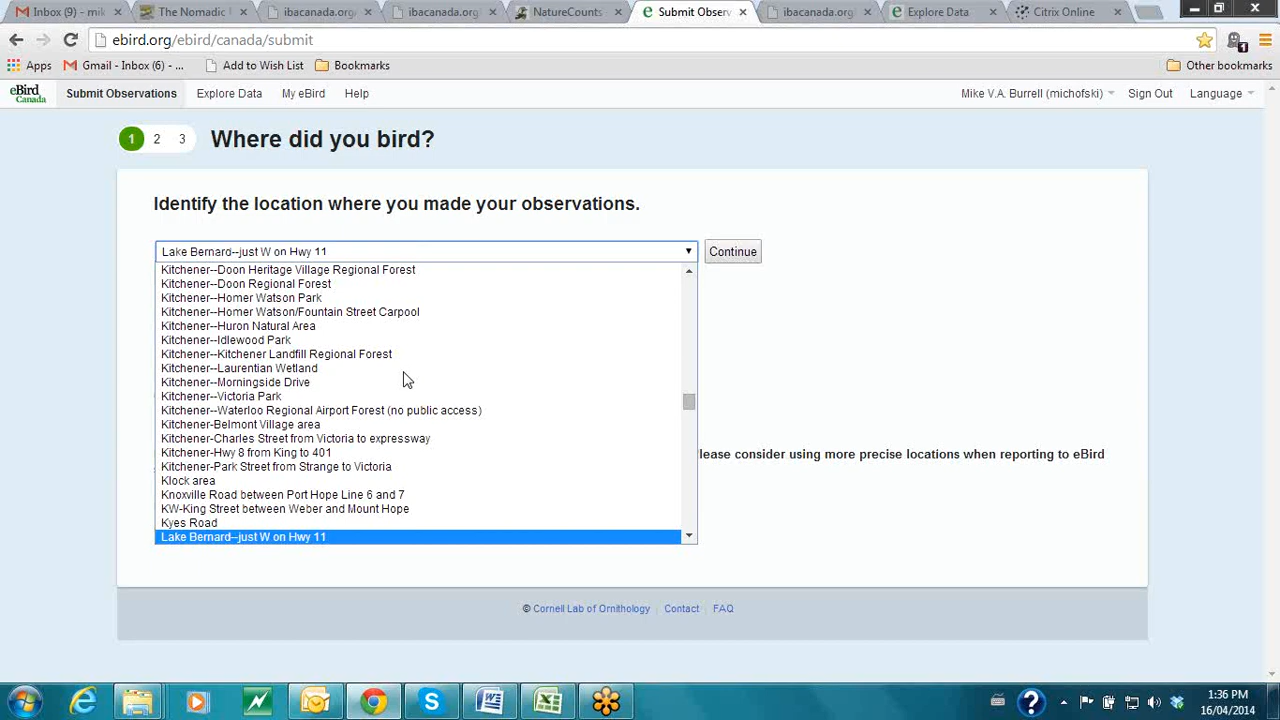 Inbox (9) - mik
The Nomadic
ibacanada.org
ibacanada.org
NatureCounts
Submit Observ
ibacanada.org
Explore Data
Citrix Online
ebird.org/ebird/canada/submit
1
Apps
Gmail - Inbox (6) - ...
Add to Wish List
Bookmarks
Other bookmarks
eBird Canada
Submit Observations
Explore Data
My eBird
Help
Mike V.A. Burrell (michofski)
Sign Out
Language
1 2 3
Where did you bird?
Identify the location where you made your observations.
Lake Bernard--just W on Hwy 11
Continue
Kitchener--Doon Heritage Village Regional Forest
Kitchener--Doon Regional Forest
Kitchener--Homer Watson Park
Kitchener--Homer Watson/Fountain Street Carpool
Kitchener--Huron Natural Area
Kitchener--Idlewood Park
Kitchener--Kitchener Landfill Regional Forest
Kitchener--Laurentian Wetland
Kitchener--Morningside Drive
Kitchener--Victoria Park
Kitchener--Waterloo Regional Airport Forest (no public access)
Kitchener-Belmont Village area
Kitchener-Charles Street from Victoria to expressway
Kitchener-Hwy 8 from King to 401
lease consider using more precise locations when reporting to eBird
Kitchener-Park Street from Strange to Victoria
Klock area
Knoxville Road between Port Hope Line 6 and 7
KW-King Street between Weber and Mount Hope
Kyes Road
Lake Bernard--just W on Hwy 11
© Cornell Lab of Ornithology | Contact | FAQ
1:36 PM
16/04/2014